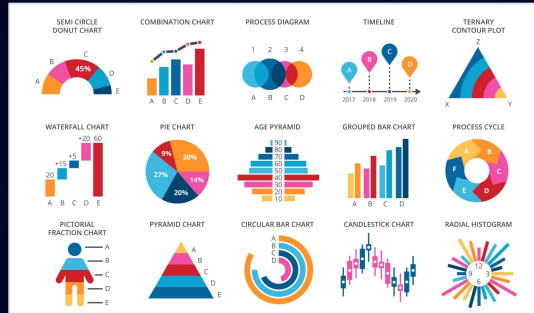 SEMI CIRCLE
DONUT CHART
A
B
C
D
E
45%
COMBINATION CHART
A B C D E
PROCESS DIAGRAM
1 2 3 4
A B C D
TIMELINE
A
B
C
D
2017 2018 2019 2020
TERNARY
CONTOUR PLOT
Z
X
Y
WATERFALL CHART
20
+15
+5
+20 60
A B C D E
PIE CHART
9%
30%
14%
20%
27%
AGE PYRAMID
90
80
70
60
50
40
30
20
10
GROUPED BAR CHART
A B C D
PROCESS CYCLE
A
B
C
D
E
F
PICTORIAL
FRACTION CHART
A
B
C
D
E
PYRAMID CHART
A
B
C
D
E
CIRCULAR BAR CHART
A
B
C
D
CANDLESTICK CHART
RADIAL HISTOGRAM
12
9 3
6